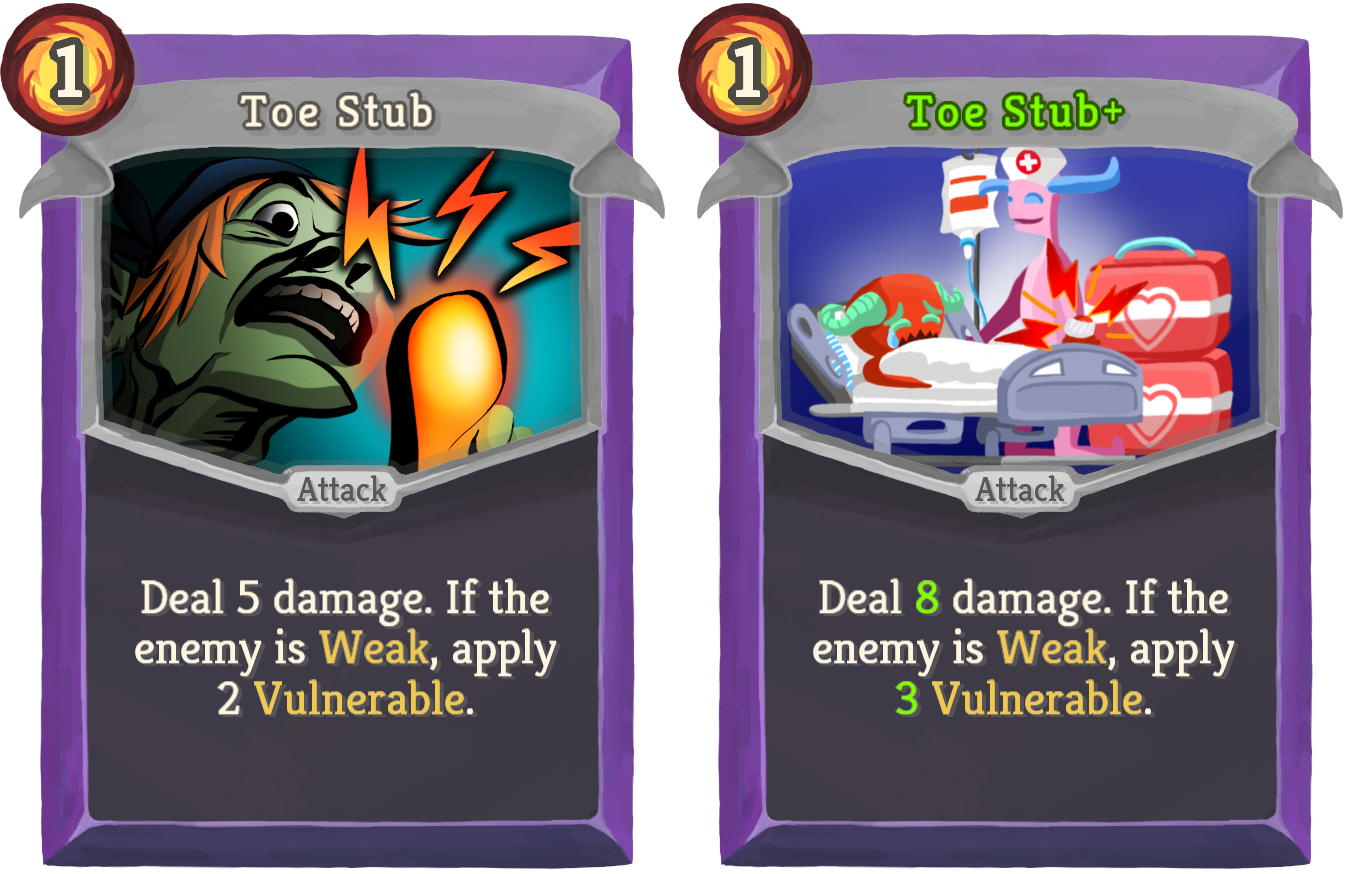 1
Toe Stub
Attack
Deal 5 damage. If the
enemy is Weak, apply
2 Vulnerable.
1
Toe Stub+
Attack
Deal 8 damage. If the
enemy is Weak, apply
3 Vulnerable.